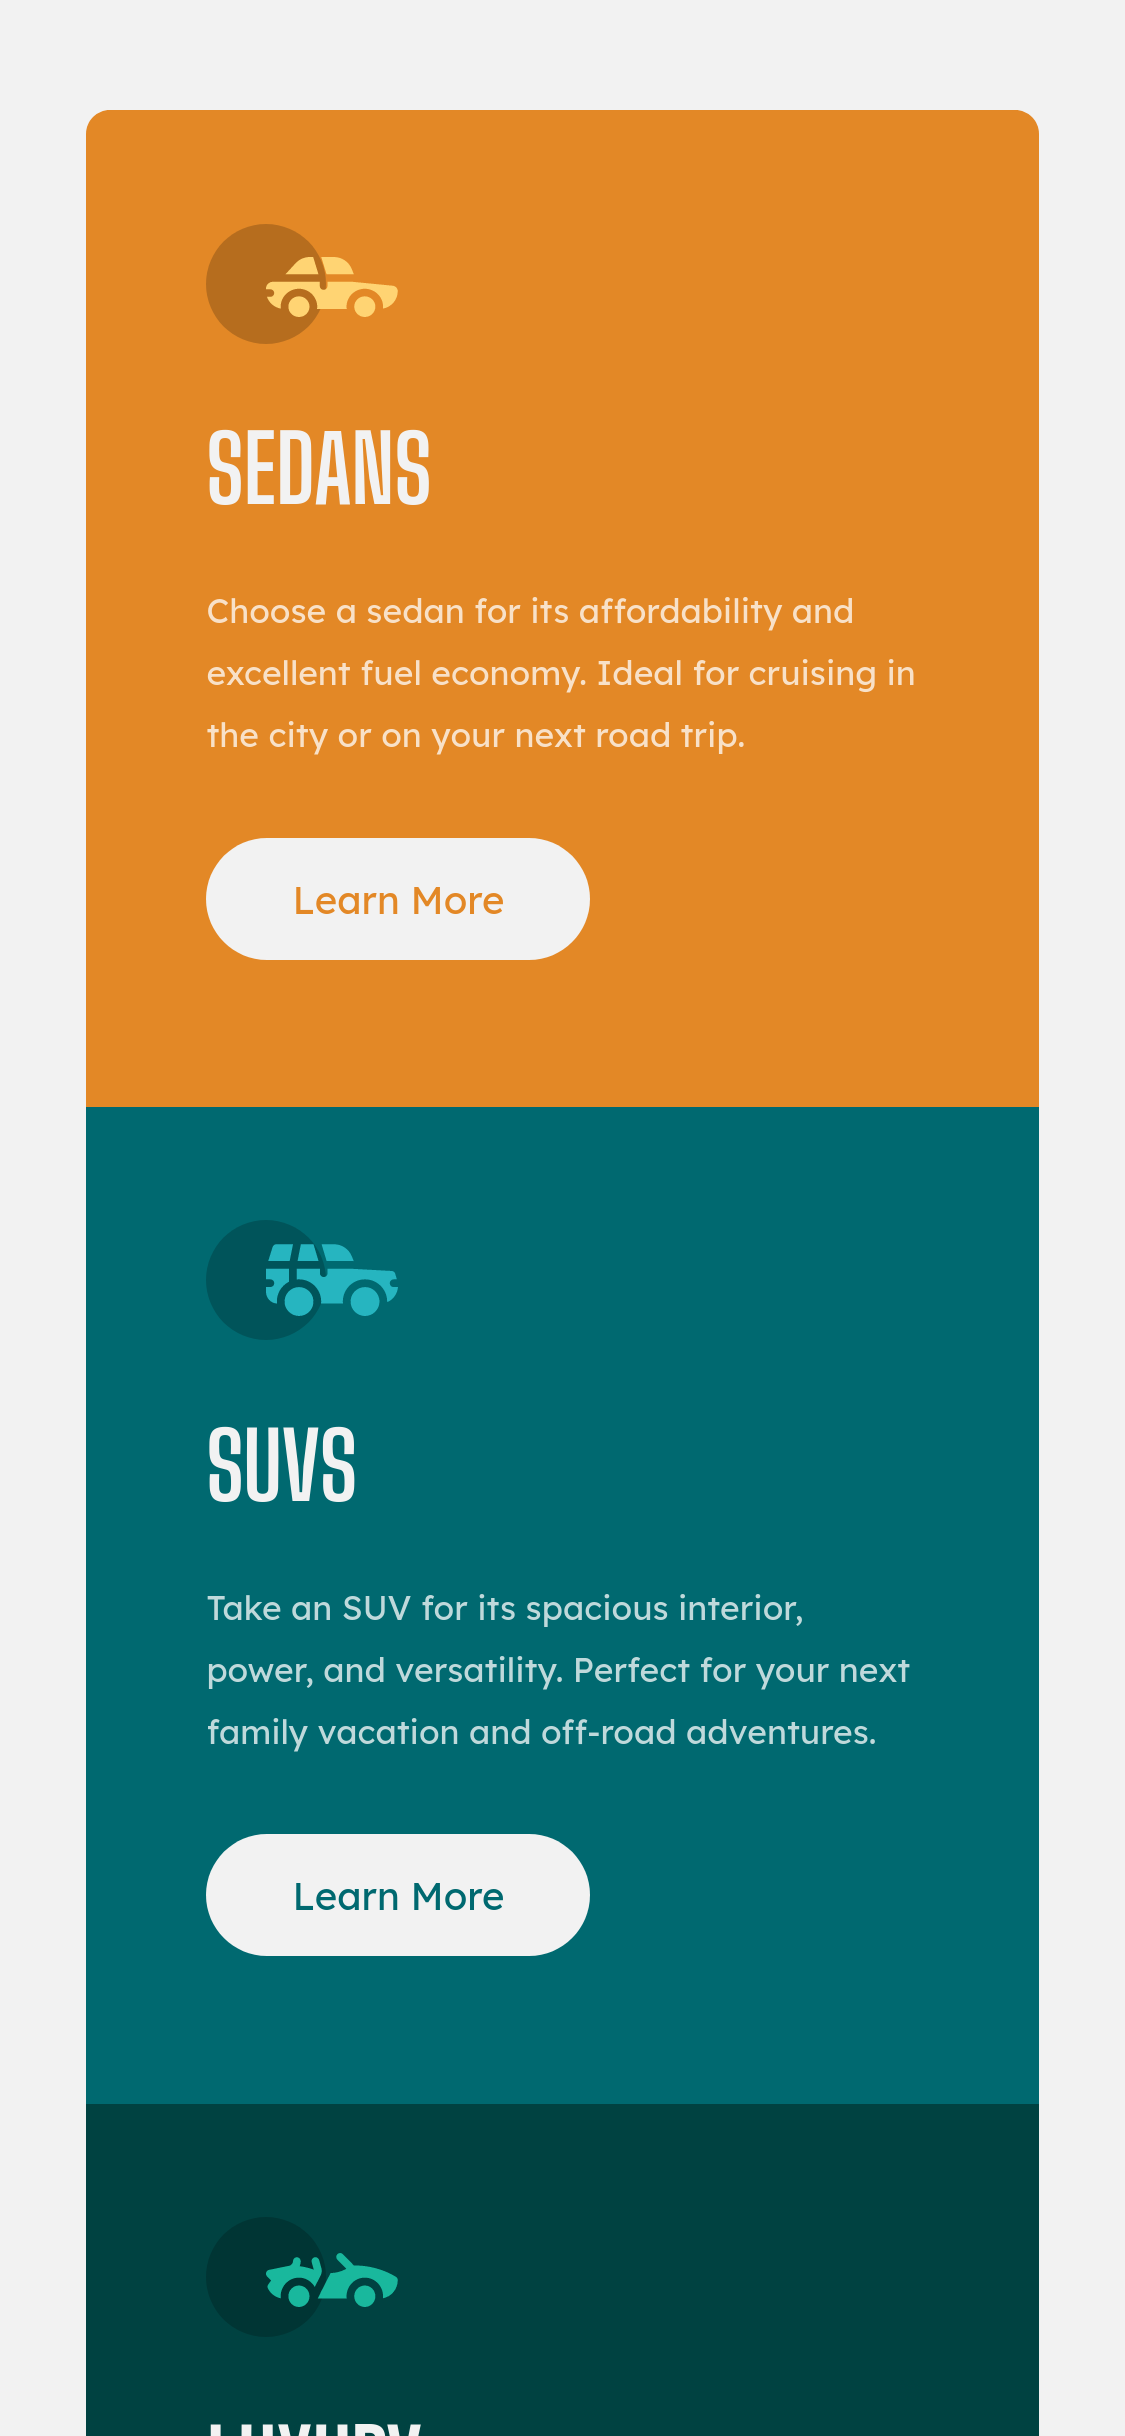 SEDANS
Choose a sedan for its affordability and
excellent fuel economy. Ideal for cruising in
the city or on your next road trip.
Learn More
SUVS
Take an SUV for its spacious interior,
power, and versatility. Perfect for your next
family vacation and off-road adventures.
Learn More
LUXURY